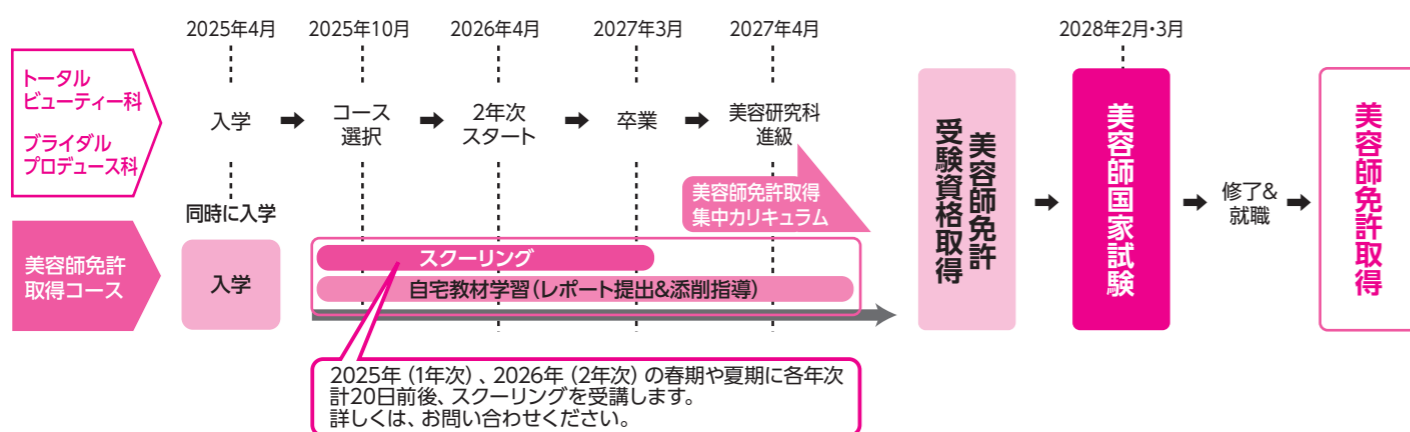 2025年4月
2025年10月
2026年4月
2027年3月
2027年4月
2028年2月・3月
トータル
ビューティー科
ブライダル
プロデュース科
入学
コース
選択
2年次
スタート
卒業
美容研究科
進級
美容師免許取得
集中カリキュラム
同時に入学
美容師免許
取得コース
入学
スクーリング
自宅教材学習(レポート提出&添削指導)
2025年 (1年次) 、2026年 (2年次) の春期や夏期に各年次
計20日前後、スクーリングを受講します。
詳しくは、お問い合わせください。
美容師免許
受験資格取得
美容師国家試験
修了&
就職
美容師免許取得